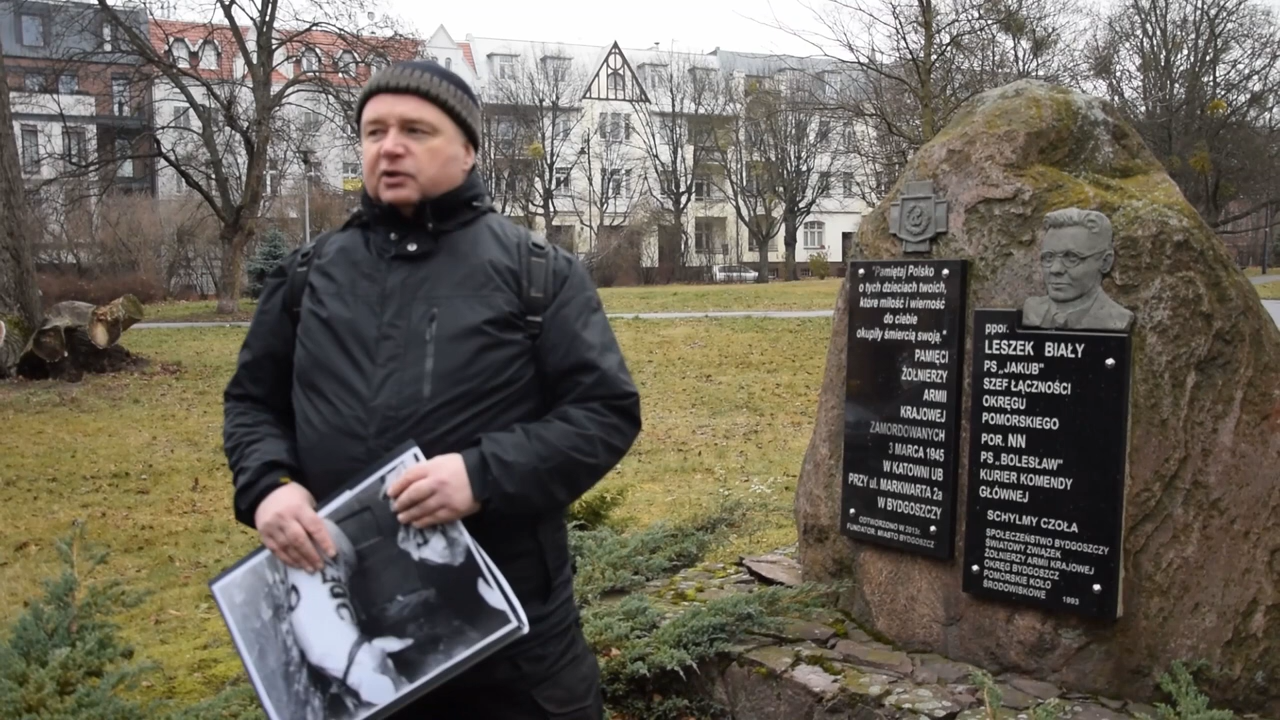 "Pamiętaj Polsko
o tych dzieciach twoich,
które miłość i wierność
do ciebie
okupiły śmiercią swoją."
PAMIĘCI
ŻOŁNIERZY
ARMII
KRAJOWEJ
ZAMORDOWANYCH
3 MARCA 1945
W KATOWNI UB
PRZY ul. MARKWARTA 2a
W BYDGOSZCZY
ODTWORZONO W 2013r.
FUNDATOR: MIASTO BYDGOSZCZ
ppor.
LESZEK BIAŁY
PS „JAKUB"
SZEF ŁĄCZNOŚCI
OKRĘGU
POMORSKIEGO
POR. NN
PS „BOLESŁAW"
KURIER KOMENDY
GŁÓWNEJ
SCHYLMY CZOŁA
SPOŁECZEŃSTWO BYDGOSZCZY
ŚWIATOWY ZWIĄZEK
ŻOŁNIERZY ARMII KRAJOWEJ
OKRĘG BYDGOSZCZ
POMORSKIE KOŁO
ŚRODOWISKOWE 1993